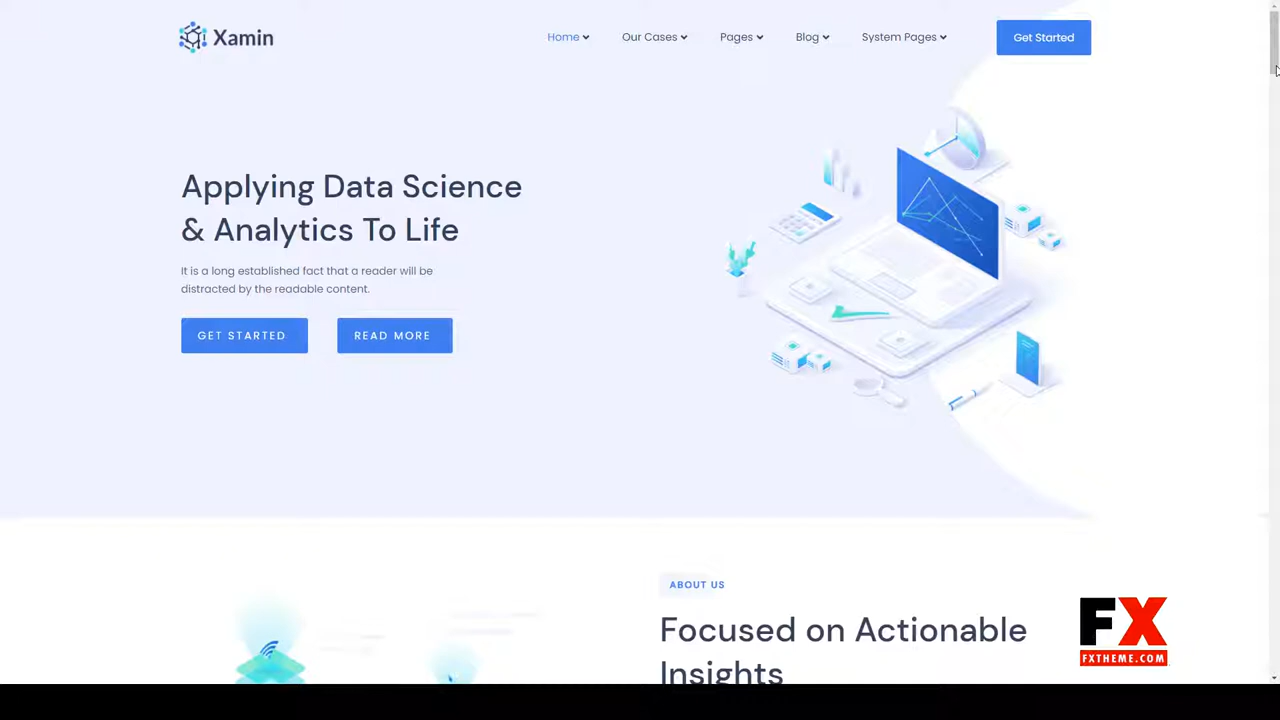 Xamin
Home
Our Cases
Pages
Blog
System Pages
Get Started
Applying Data Science
& Analytics To Life
It is a long established fact that a reader will be
distracted by the readable content.
GET STARTED
READ MORE
ABOUT US
Focused on Actionable
Insights
FX
FXTHEME.COM